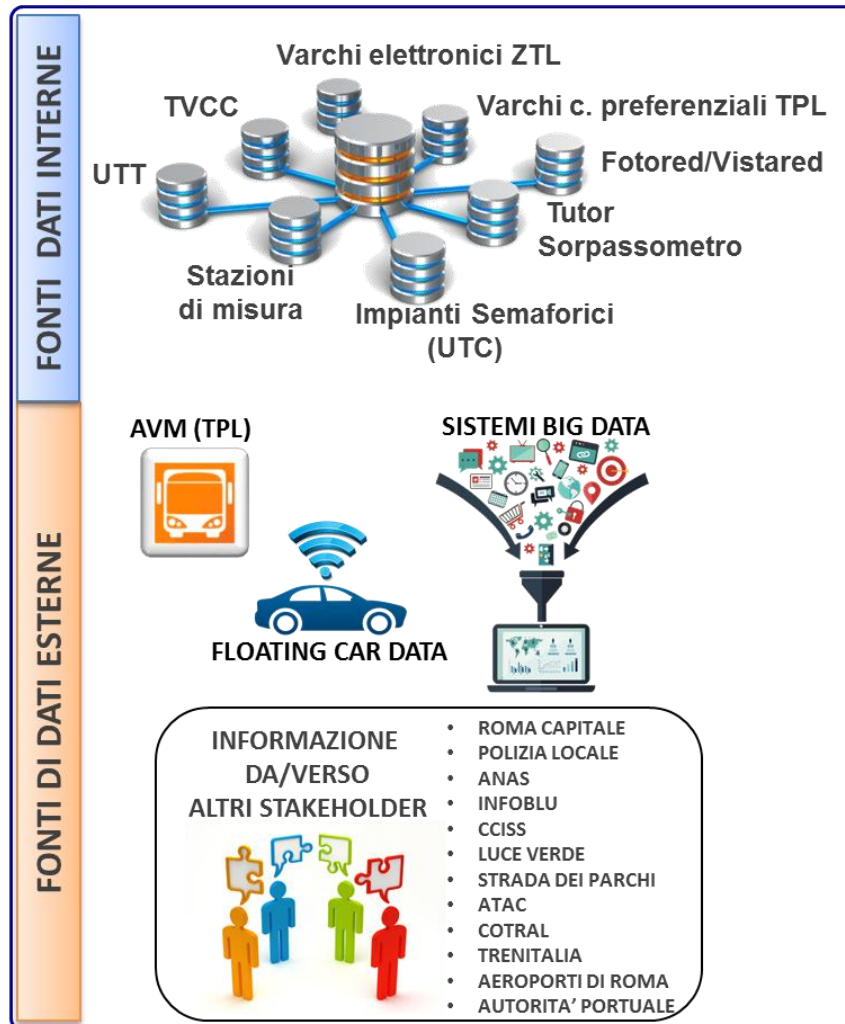 FONTI DATI INTERNE
Varchi elettronici ZTL
TVCC
Varchi c. preferenziali TPL
UTT
Fotored/Vistared
Tutor
Sorpassometro
Stazioni
di misura
Impianti Semaforici
(UTC)
FONTI DI DATI ESTERNE
AVM (TPL)
SISTEMI BIG DATA
FLOATING CAR DATA
INFORMAZIONE
DA/VERSO
ALTRI STAKEHOLDER
• ROMA CAPITALE
• POLIZIA LOCALE
• ANAS
• INFOBLU
• CCISS
• LUCE VERDE
• STRADA DEI PARCHI
• ATAC
• COTRAL
• TRENITALIA
• AEROPORTI DI ROMA
• AUTORITA’ PORTUALE